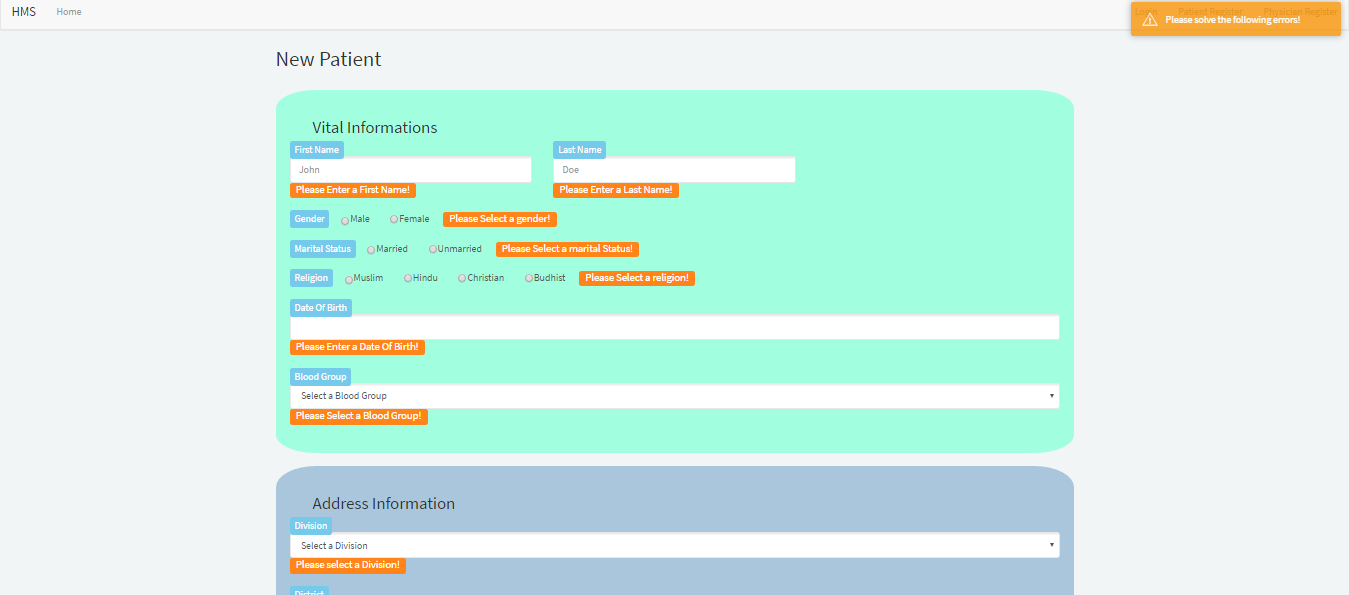 HMS Home Login Patient Register Physician Register
Please solve the following errors!
New Patient
Vital Informations
First Name Last Name
John Doe
Please Enter a First Name! Please Enter a Last Name!
Gender Male Female Please Select a gender!
Marital Status Married Unmarried Please Select a marital Status!
Religion Muslim Hindu Christian Budhist Please Select a religion!
Date Of Birth
Please Enter a Date Of Birth!
Blood Group
Select a Blood Group
Please Select a Blood Group!
Address Information
Division
Select a Division
Please select a Division!
District